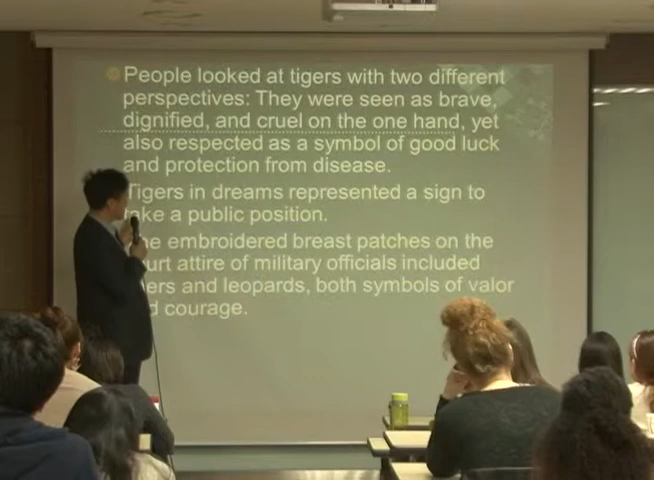 People looked at tigers with two different
perspectives: They were seen as brave,
dignified, and cruel on the one hand, yet
also respected as a symbol of good luck
and protection from disease.
Tigers in dreams represented a sign to
take a public position.
embroidered breast patches on the
attire of military officials included
and leopards, both symbols of valor
courage.